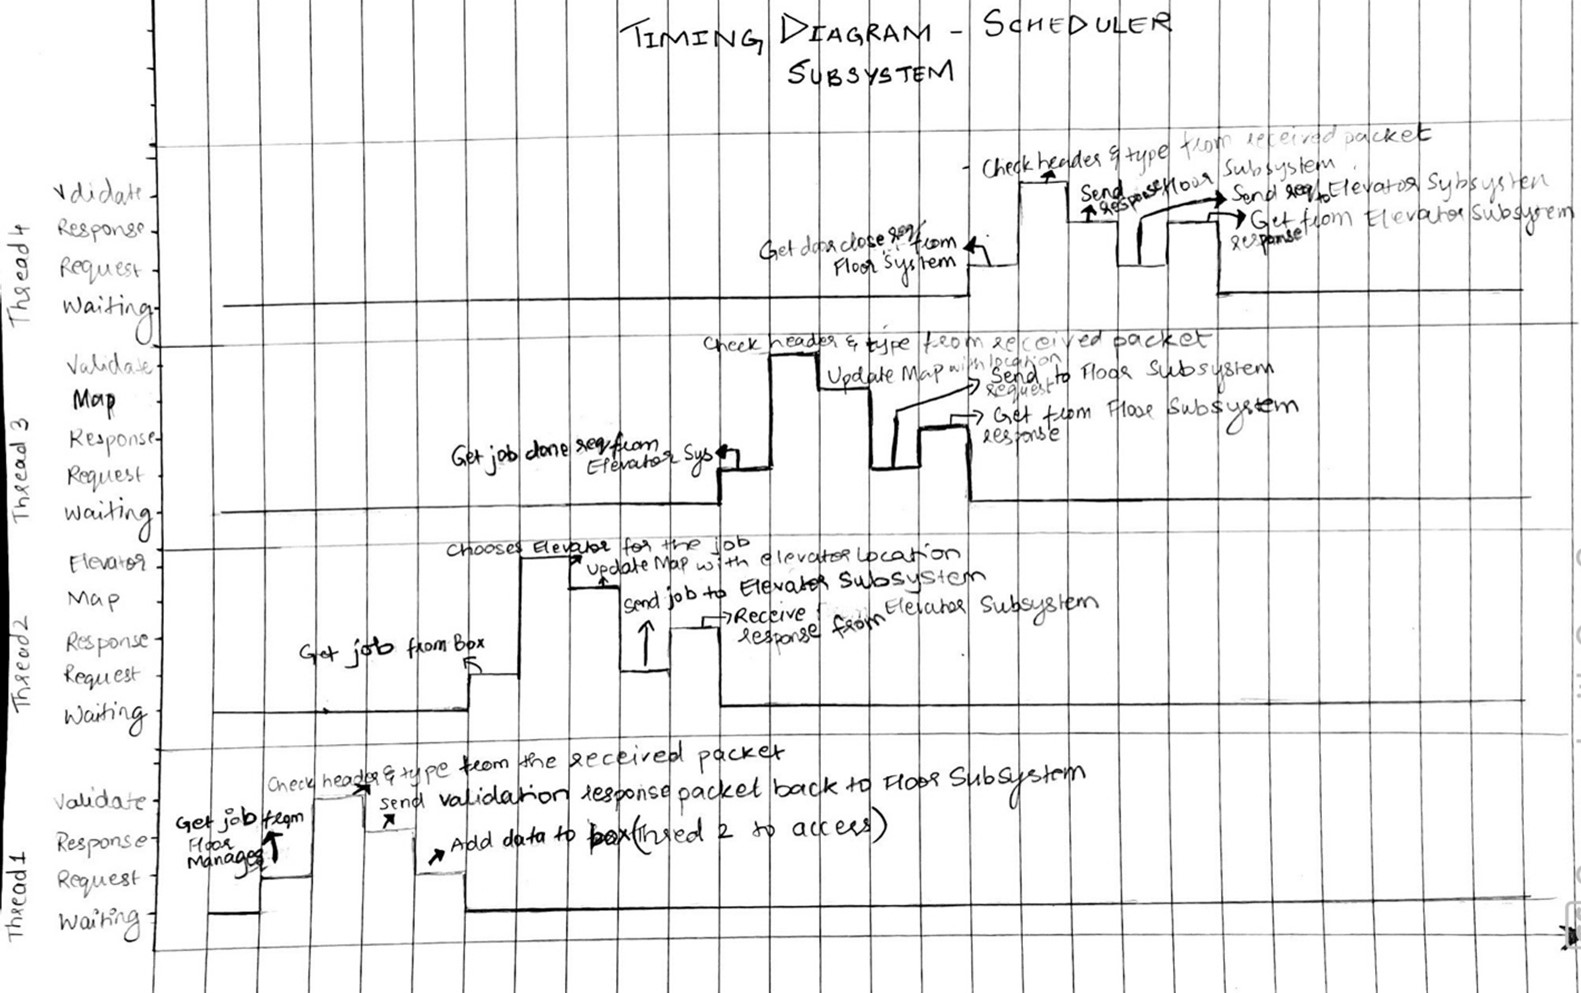 TIMING DIAGRAM - SCHEDULER
SUBSYSTEM
Thread 4
Validate
Response
Request
Waiting
Check header & type from received packet
Send response Floor Subsystem
Send req to Elevator Sybsysten
Get from Elevator Subsystem
response
Get door close req from
Floor System
Thread 3
Validate
Map
Response
Request
Waiting
Check header & type from received packet
Update Map with location
Send to Floor Subsystem
request
Get from Floor Subsystem
response
Get job done req from
Elevator Sys
Thread 2
Elevator
Map
Response
Request
Waiting
Chooses Elevator for the job
Update Map with elevator location
Send job to Elevator Subsystem
Receive
response from Elevator Subsystem
Get job from Box
Thread 1
Validate
Response
Request
Waiting
Check header & type from the received packet
Send validation response packet back to Floor Subsystem
Add data to box (Thred 2 to access)
Get job from
Floor
Manager